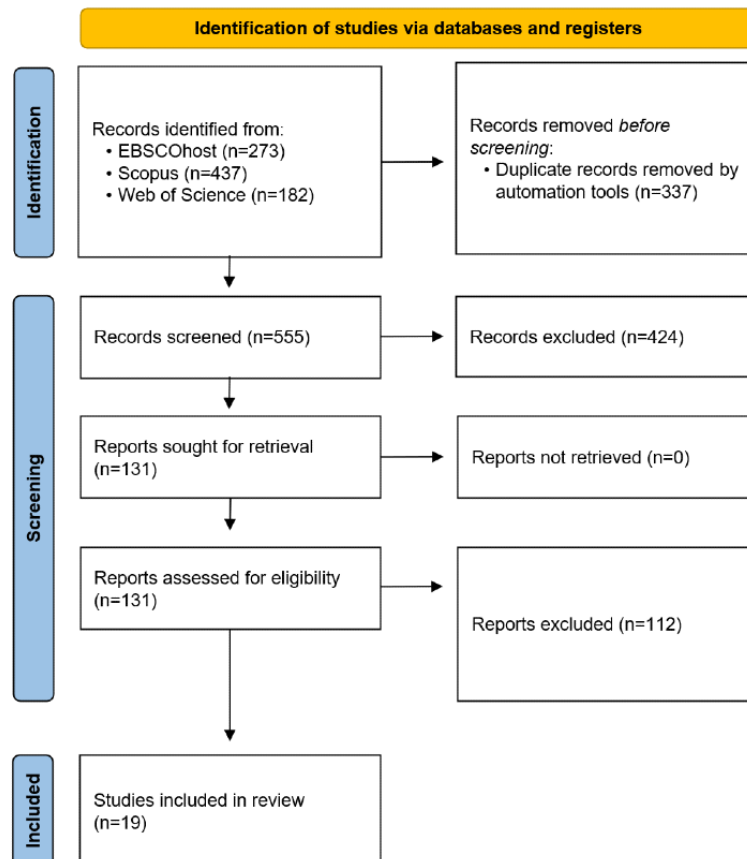 Identification of studies via databases and registers
Identification
Records identified from:
• EBSCOhost (n=273)
• Scopus (n=437)
• Web of Science (n=182)
Records removed before
screening:
• Duplicate records removed by
automation tools (n=337)
Screening
Records screened (n=555)
Records excluded (n=424)
Reports sought for retrieval
(n=131)
Reports not retrieved (n=0)
Reports assessed for eligibility
(n=131)
Reports excluded (n=112)
Included
Studies included in review
(n=19)